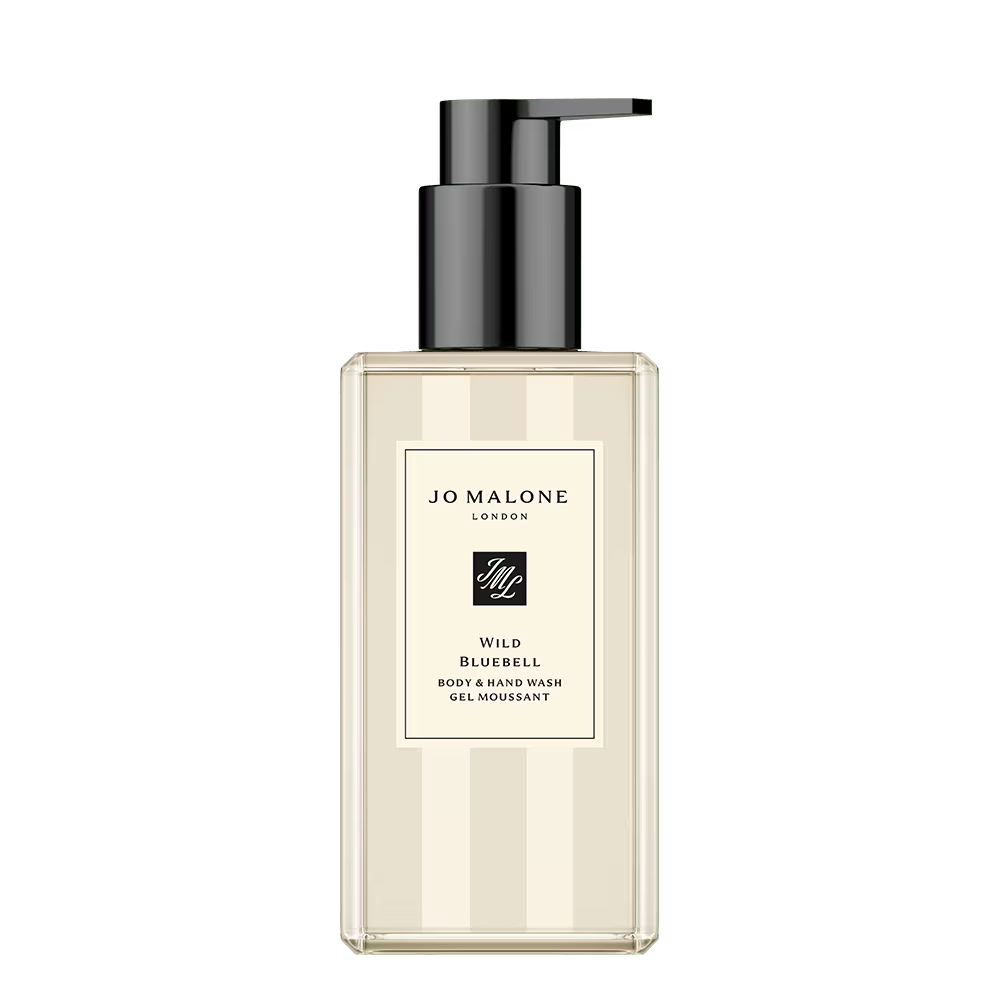 JO MALONE
LONDON
JML
WILD
BLUEBELL
BODY & HAND WASH
GEL MOUSSANT